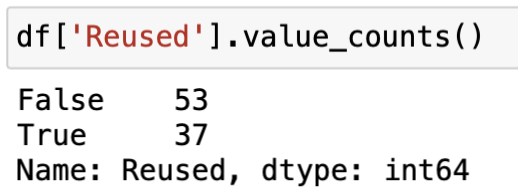 df['Reused'].value_counts()
False    53
True     37
Name: Reused, dtype: int64